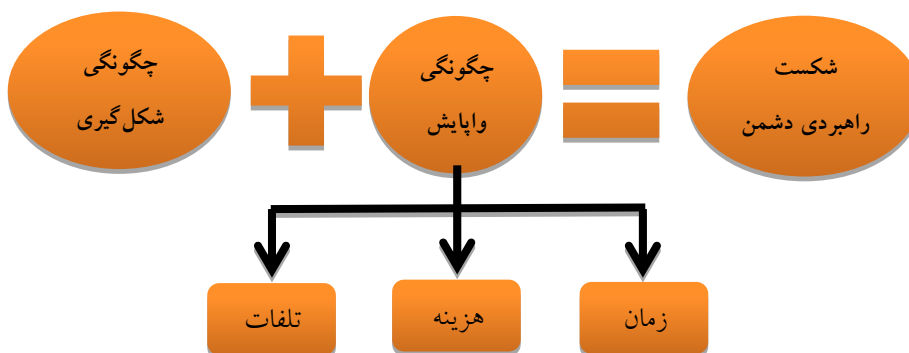 چگونگی
شکل‌گیری
چگونگی
واپایش
شکست
راهبردی دشمن
تلفات
هزینه
زمان